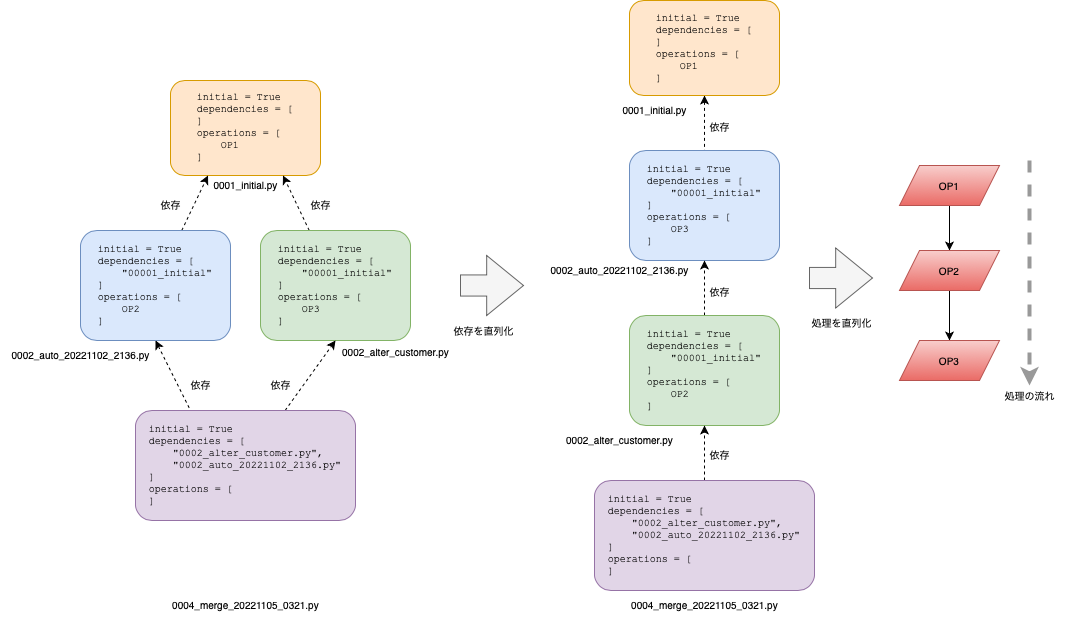 initial = True
dependencies = [
]
operations = [
    OP1
]
0001_initial.py
依存
依存
initial = True
dependencies = [
    "00001_initial"
]
operations = [
    OP2
]
0002_auto_20221102_2136.py
initial = True
dependencies = [
    "00001_initial"
]
operations = [
    OP3
]
0002_alter_customer.py
依存
依存
initial = True
dependencies = [
    "0002_alter_customer.py",
    "0002_auto_20221102_2136.py"
]
operations = [
]
0004_merge_20221105_0321.py
依存を直列化
initial = True
dependencies = [
]
operations = [
    OP1
]
0001_initial.py
依存
initial = True
dependencies = [
    "00001_initial"
]
operations = [
    OP3
]
0002_auto_20221102_2136.py
依存
initial = True
dependencies = [
    "00001_initial"
]
operations = [
    OP2
]
0002_alter_customer.py
依存
initial = True
dependencies = [
    "0002_alter_customer.py",
    "0002_auto_20221102_2136.py"
]
operations = [
]
0004_merge_20221105_0321.py
処理を直列化
OP1
OP2
OP3
処理の流れ